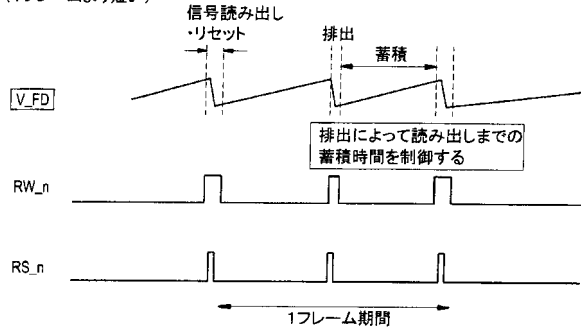 信号読み出し
・リセット
排出
蓄積
V_FD
排出によって読み出しまでの
蓄積時間を制御する
RW_n
RS_n
1フレーム期間